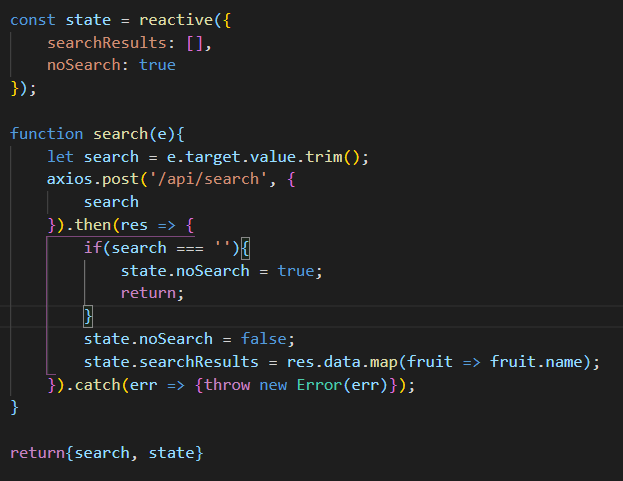 const state = reactive({
    searchResults: [],
    noSearch: true
});

function search(e){
    let search = e.target.value.trim();
    axios.post('/api/search', {
        search
    }).then(res => {
        if(search === ''){
            state.noSearch = true;
            return;
        }
        state.noSearch = false;
        state.searchResults = res.data.map(fruit => fruit.name);
    }).catch(err => {throw new Error(err)});
}

return{search, state}